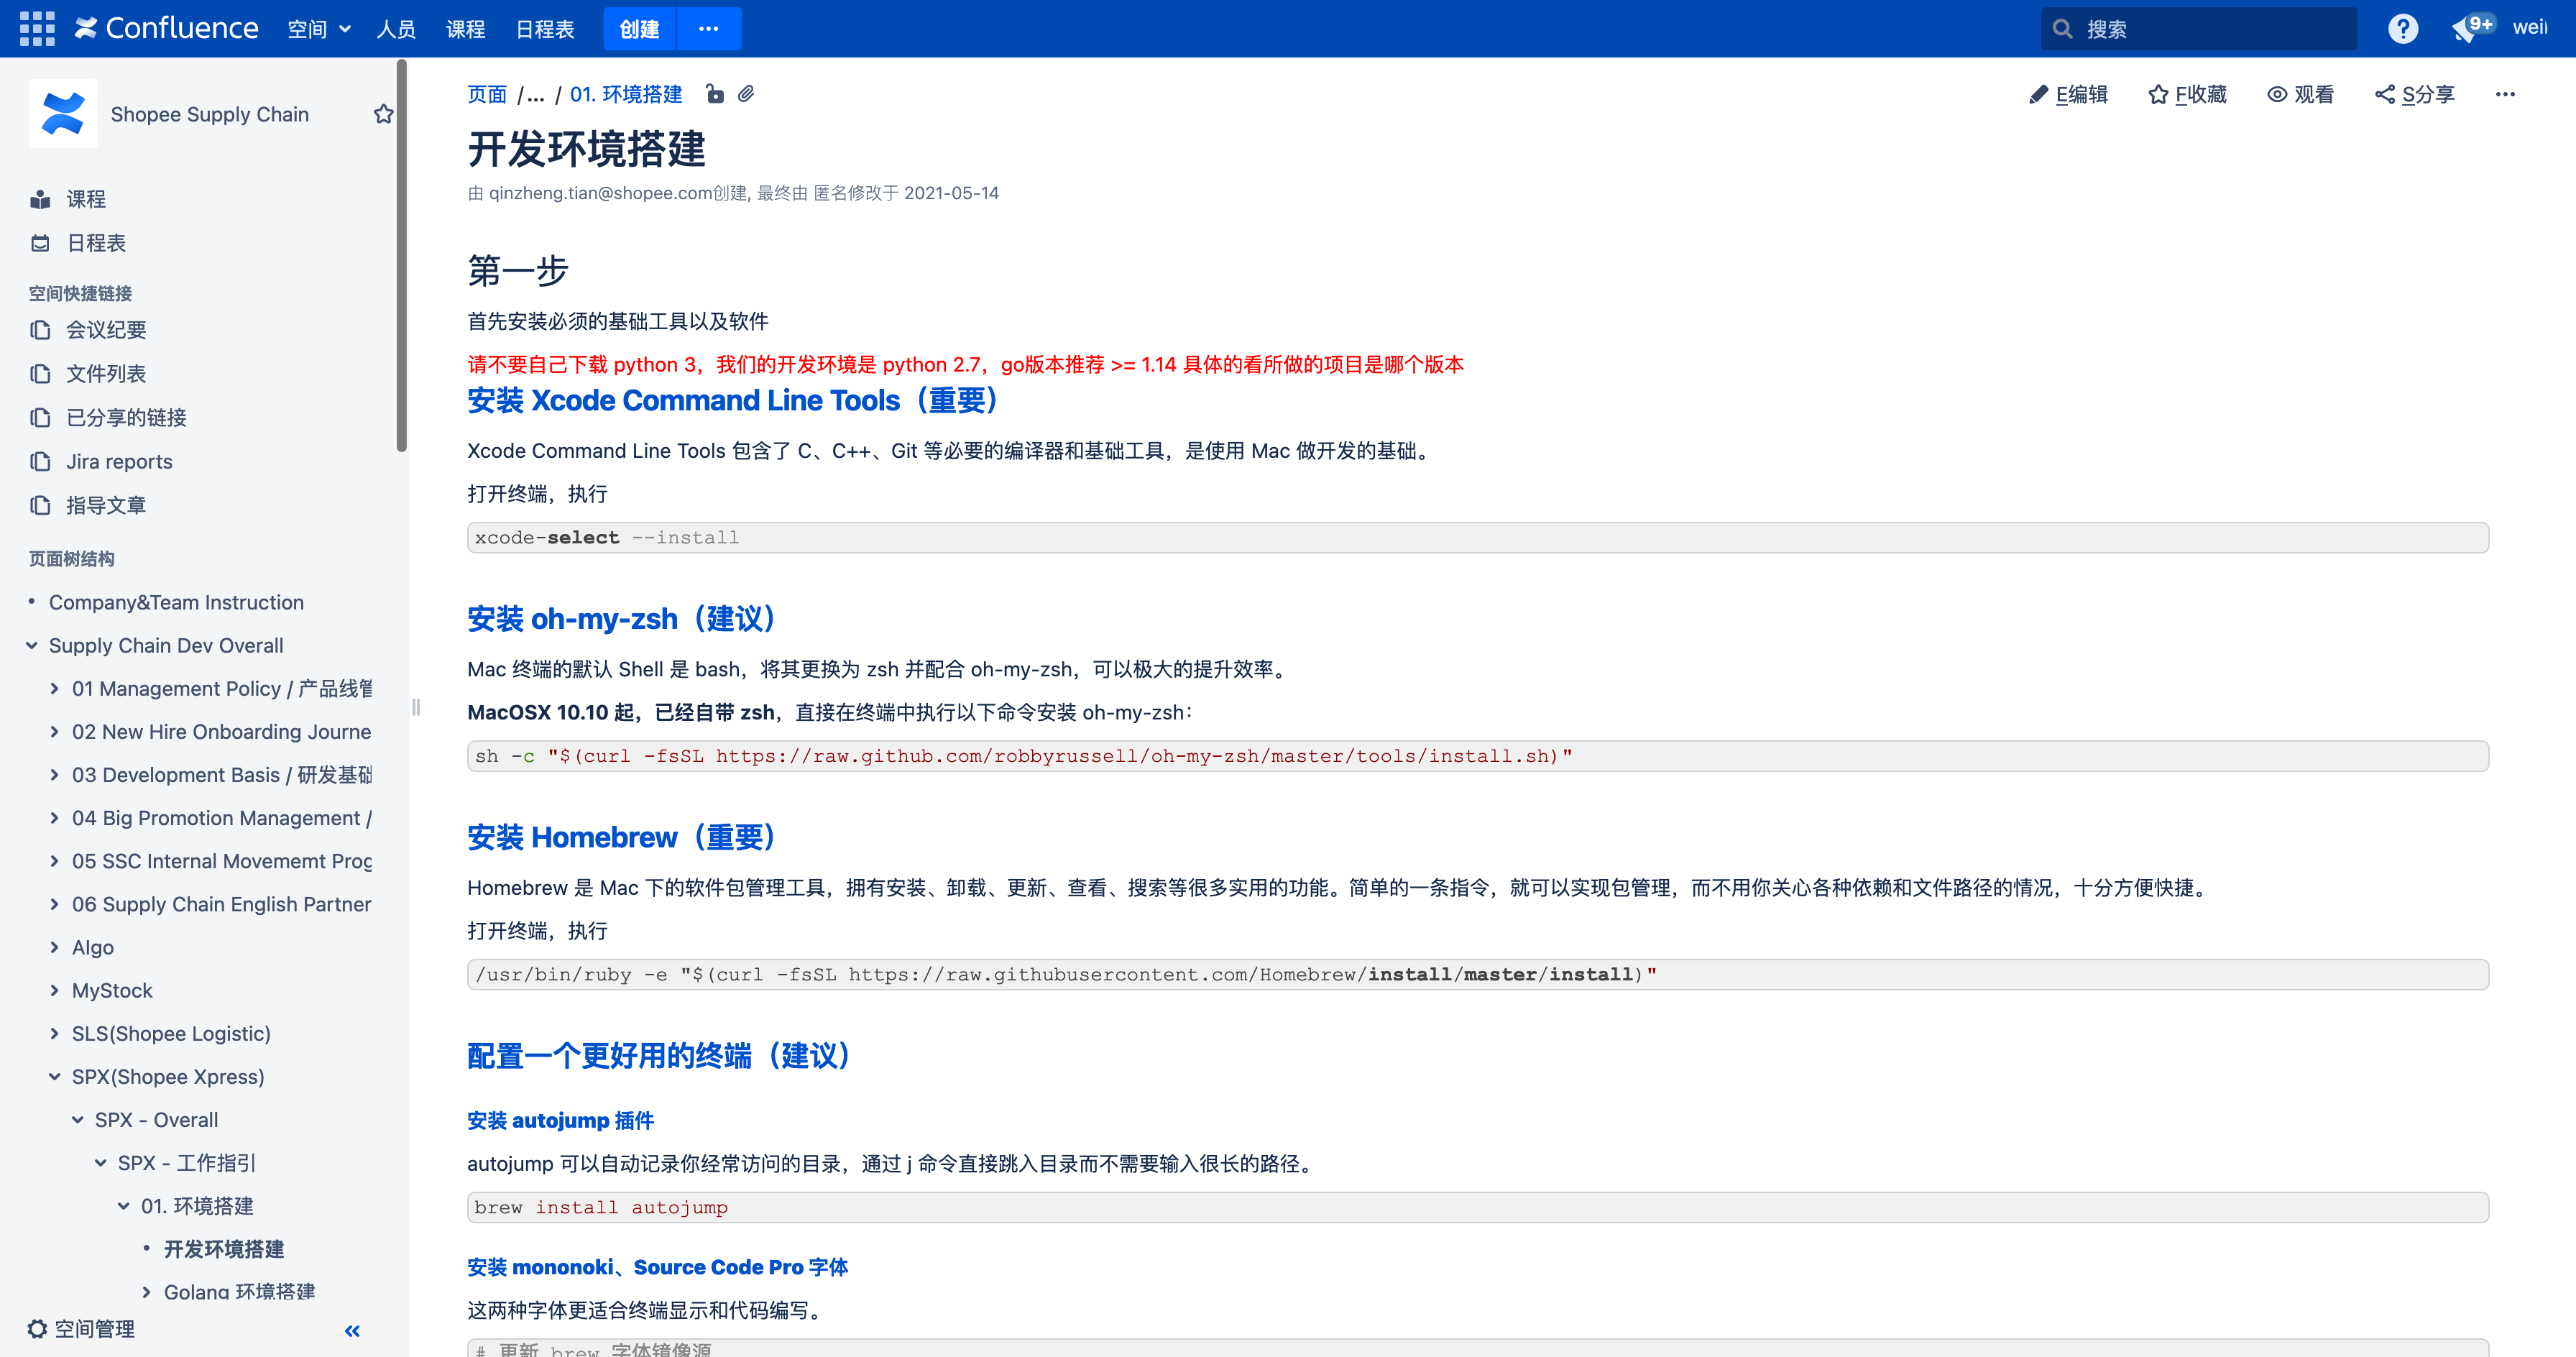 Confluence 空间 人员 课程 日程表 创建 ··· 搜索 9+
Shopee Supply Chain
课程
日程表
空间快捷链接
会议纪要
文件列表
已分享的链接
Jira reports
指导文章
页面树结构
Company&Team Instruction
Supply Chain Dev Overall
01 Management Policy / 产品线管
02 New Hire Onboarding Journe
03 Development Basis / 研发基础
04 Big Promotion Management /
05 SSC Internal Movememt Prog
06 Supply Chain English Partner
Algo
MyStock
SLS(Shopee Logistic)
SPX(Shopee Xpress)
SPX - Overall
SPX - 工作指引
01. 环境搭建
开发环境搭建
Golang 环境搭建
空间管理
页面 /... / 01. 环境搭建
E编辑 F收藏 观看 S分享 ···
开发环境搭建
由 qinzheng.tian@shopee.com创建, 最终由 匿名修改于 2021-05-14
第一步
首先安装必须的基础工具以及软件
请不要自己下载 python 3，我们的开发环境是 python 2.7，go版本推荐 >= 1.14 具体的看所做的项目是哪个版本
安装 Xcode Command Line Tools（重要）
Xcode Command Line Tools 包含了 C、C++、Git 等必要的编译器和基础工具，是使用 Mac 做开发的基础。
打开终端，执行
xcode-select --install
安装 oh-my-zsh（建议）
Mac 终端的默认 Shell 是 bash，将其更换为 zsh 并配合 oh-my-zsh，可以极大的提升效率。
MacOSX 10.10 起，已经自带 zsh，直接在终端中执行以下命令安装 oh-my-zsh：
sh -c "$(curl -fsSL https://raw.github.com/robbyrussell/oh-my-zsh/master/tools/install.sh)"
安装 Homebrew（重要）
Homebrew 是 Mac 下的软件包管理工具，拥有安装、卸载、更新、查看、搜索等很多实用的功能。简单的一条指令，就可以实现包管理，而不用你关心各种依赖和文件路径的情况，十分方便快捷。
打开终端，执行
/usr/bin/ruby -e "$(curl -fsSL https://raw.githubusercontent.com/Homebrew/install/master/install)"
配置一个更好用的终端（建议）
安装 autojump 插件
autojump 可以自动记录你经常访问的目录，通过 j 命令直接跳入目录而不需要输入很长的路径。
brew install autojump
安装 mononoki、Source Code Pro 字体
这两种字体更适合终端显示和代码编写。
# 更新 brew 字体镜像源